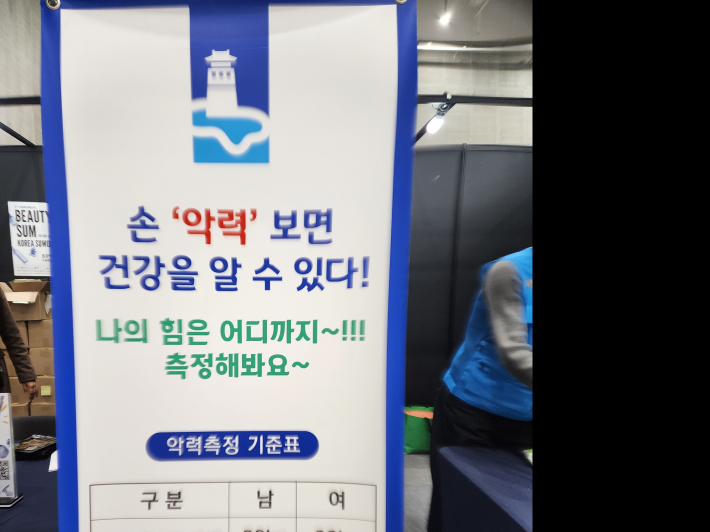 손 ‘악력’ 보면
건강을 알 수 있다!
나의 힘은 어디까지~!!!
측정해봐요~
악력측정 기준표
구분 남 여
BEAUTY
SUM
KOREA